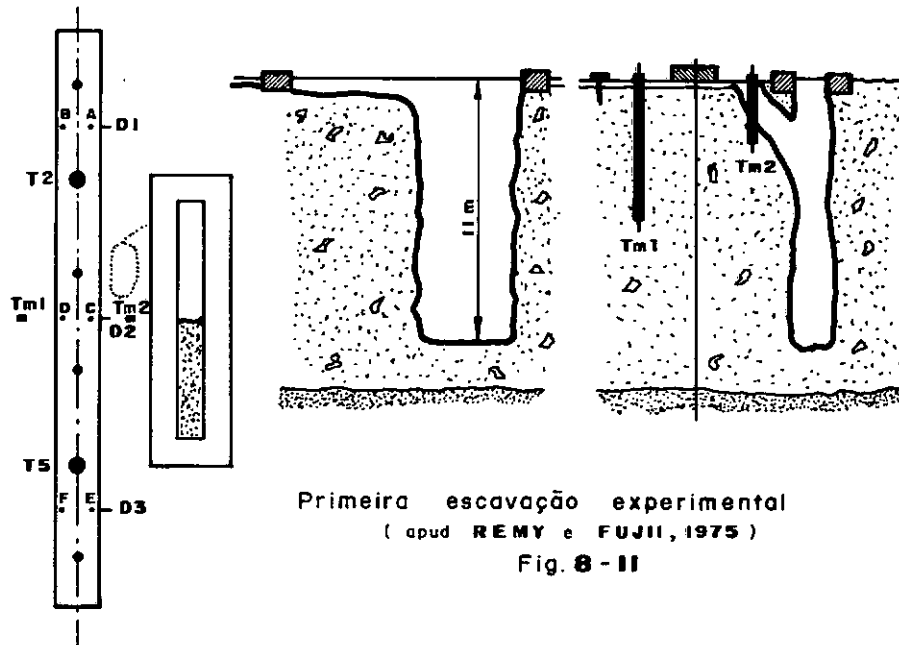 B A D1
T2
Tm1 D C Tm2
D2
T5
F E D3
11 m
Tm1
Tm2
Primeira escavação experimental
( apud REMY e FUJII, 1975 )
Fig. 8-11